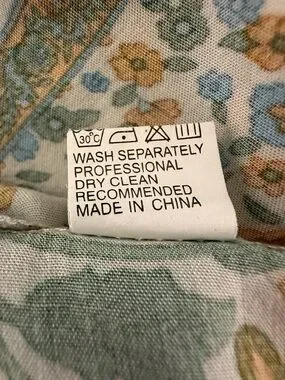 30°C
WASH SEPARATELY
PROFESSIONAL
DRY CLEAN
RECOMMENDED
MADE IN CHINA